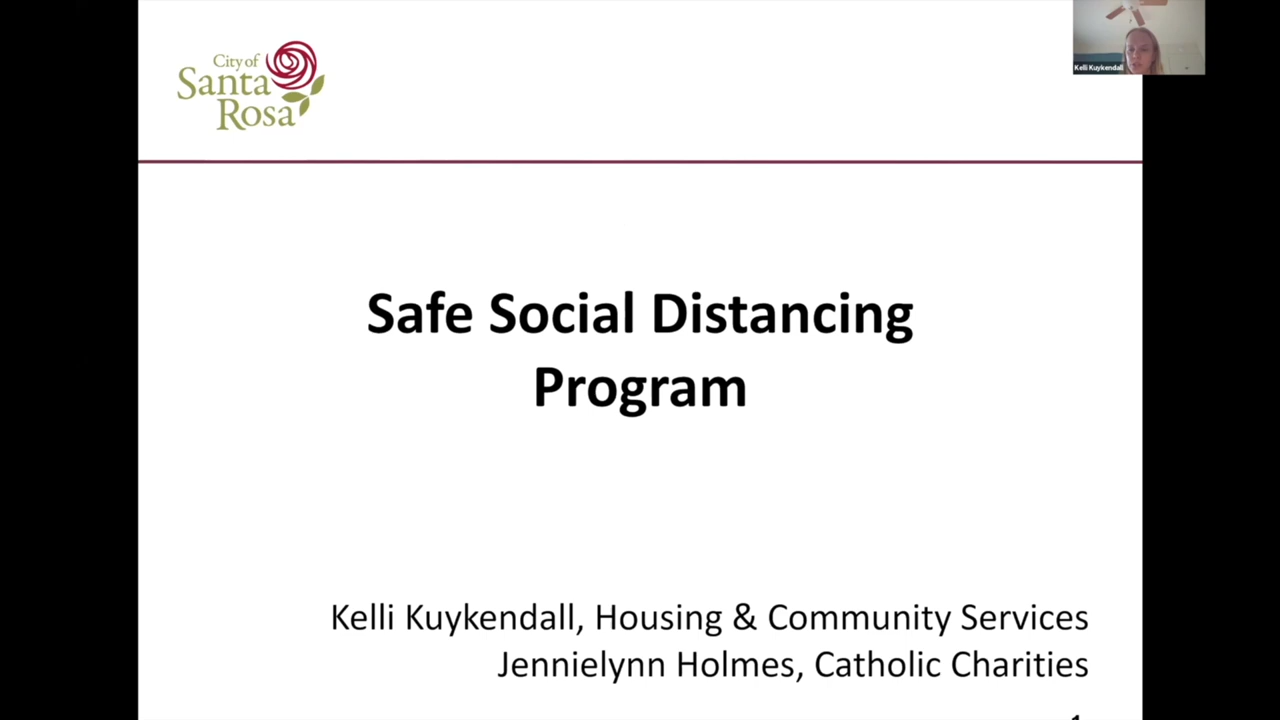 City of
Santa
Rosa
Kelli Kuykendall
Safe Social Distancing
Program
Kelli Kuykendall, Housing & Community Services
Jennielynn Holmes, Catholic Charities
1